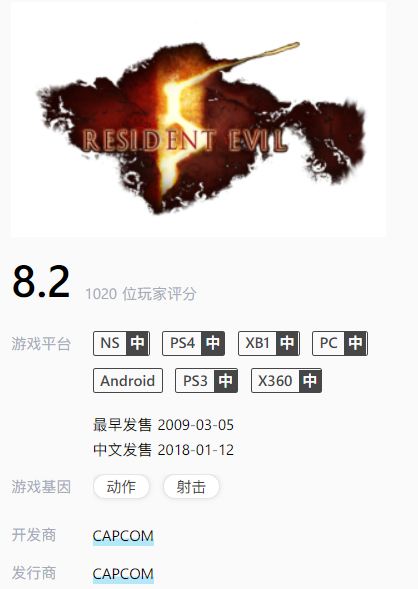 RESIDENT EVIL
5
8.2 1020 位玩家评分
游戏平台 NS 中 PS4 中 XB1 中 PC 中
Android PS3 中 X360 中
最早发售 2009-03-05
中文发售 2018-01-12
游戏基因 动作 射击
开发商 CAPCOM
发行商 CAPCOM